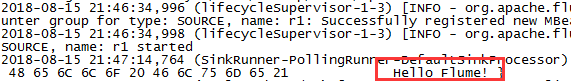 2018-08-15 21:46:34,996 (lifecycleSupervisor-1-3) [INFO - org.apache.fl
unter group for type: SOURCE, name: r1: Successfully registered new MBea
2018-08-15 21:46:34,998 (lifecycleSupervisor-1-3) [INFO - org.apache.flu
SOURCE, name: r1 started
2018-08-15 21:47:14,764 (SinkRunner-PollingRunner-DefaultSinkProcessor)
48 65 6C 6C 6F 20 46 6C 75 6D 65 21 Hello Flume! }